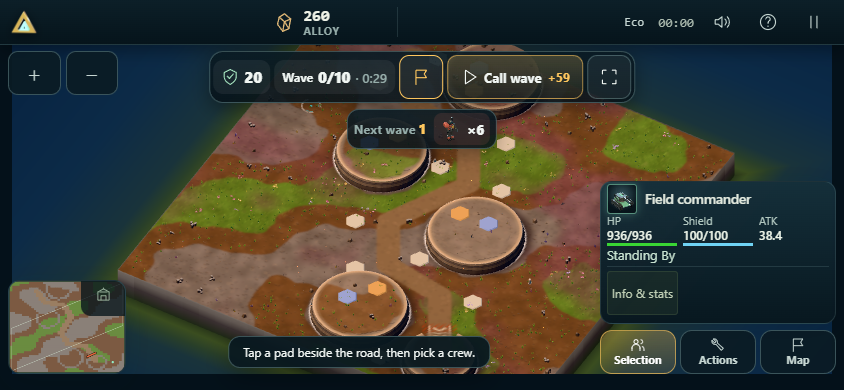 260
ALLOY
Eco 00:00
20
Wave 0/10 · 0:29
Call wave +59
Next wave 1
×6
Field commander
HP
Shield
ATK
936/936
100/100
38.4
Standing By
Info & stats
Tap a pad beside the road, then pick a crew.
Selection
Actions
Map